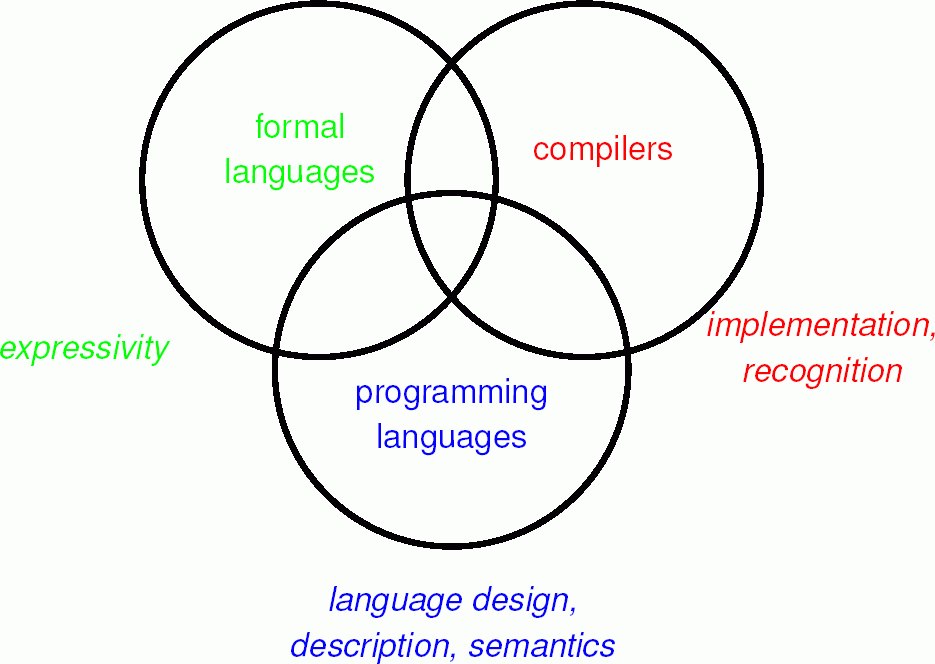 formal
languages
compilers
expressivity
implementation,
recognition
programming
languages
language design,
description, semantics